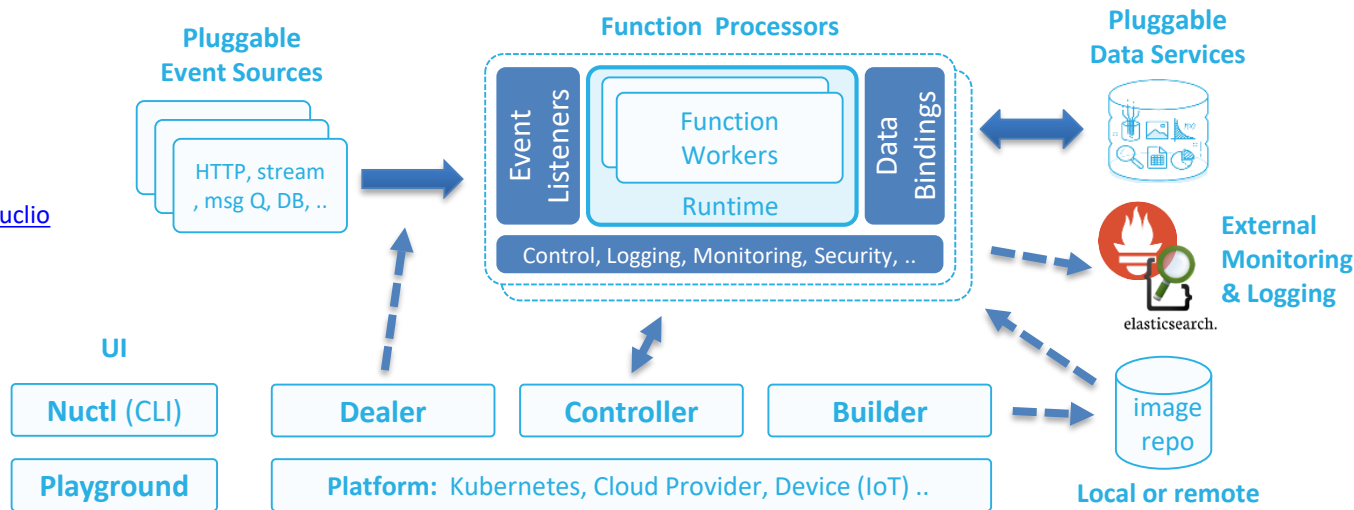 Pluggable
Event Sources
HTTP, stream
, msg Q, DB, ..
uclio
Function Processors
Event
Listeners
Function
Workers
Runtime
Data
Bindings
Control, Logging, Monitoring, Security, ..
Pluggable
Data Services
External
Monitoring
& Logging
elasticsearch.
UI
Nuctl (CLI)
Playground
Dealer
Controller
Builder
Platform: Kubernetes, Cloud Provider, Device (IoT) ..
image
repo
Local or remote